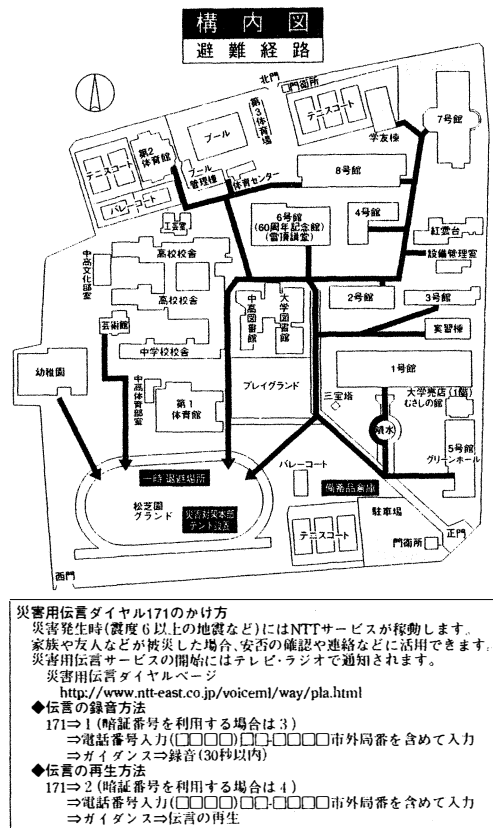 構内図
避難経路
北門
門衛所
テニスコート
第3体育場
プール
テニスコート
第2体育館
プール管理棟
体育センター
バレーコート
学友棟
7号館
8号館
6号館
(60周年記念館)
(雪頂講堂)
4号館
紅雲台
設備管理室
工芸室
高校校舎
中高文化部室
高校校舎
芸術館
中学校校舎
中高図書館
大学図書館
2号館
3号館
実習棟
1号館
幼稚園
中高体育部室
第1体育館
プレイグランド
三宝塔
噴水
大学売店(1階)
むさしの館
5号館
グリーンホール
一時退避場所
バレーコート
備蓄品倉庫
松芝園
グランド
災害対策本部
テント設置
駐車場
テニスコート
門衛所
正門
西門
災害用伝言ダイヤル171のかけ方
災害発生時(震度6以上の地震など)にはNTTサービスが稼動します。
家族や友人などが被災した場合、安否の確認や連絡などに活用できます。
災害用伝言サービスの開始にはテレビ・ラジオで通知されます。
災害用伝言ダイヤルページ
http://www.ntt-east.co.jp/voiceml/way/pla.html
◆伝言の録音方法
171⇒1(暗証番号を利用する場合は3)
⇒電話番号入力(□□□□)□□-□□□□市外局番を含めて入力
⇒ガイダンス⇒録音(30秒以内)
◆伝言の再生方法
171⇒2(暗証番号を利用する場合は4)
⇒電話番号入力(□□□□)□□-□□□□市外局番を含めて入力
⇒ガイダンス⇒伝言の再生